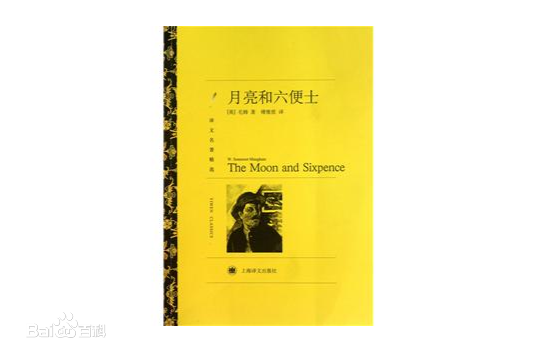 月亮和六便士
[英] 毛姆 著 傅惟慈 译
译文名著精选
W. Somerset Maugham
The Moon and Sixpence
YIWEN CLASSICS
上海译文出版社
Bai百科